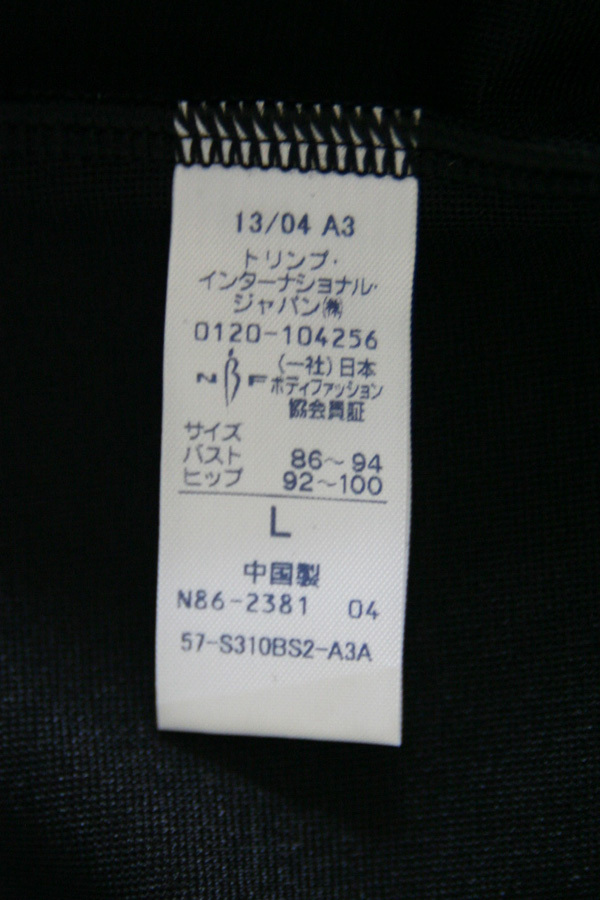 13/04 A3
トリンプ・
インターナショナル・
ジャパン㈱
0120-104256
NBF (一社)日本
ボディファッション
協会員証
サイズ
バスト 86～94
ヒップ 92～100
L
中国製
N86-2381 04
57-S310BS2-A3A